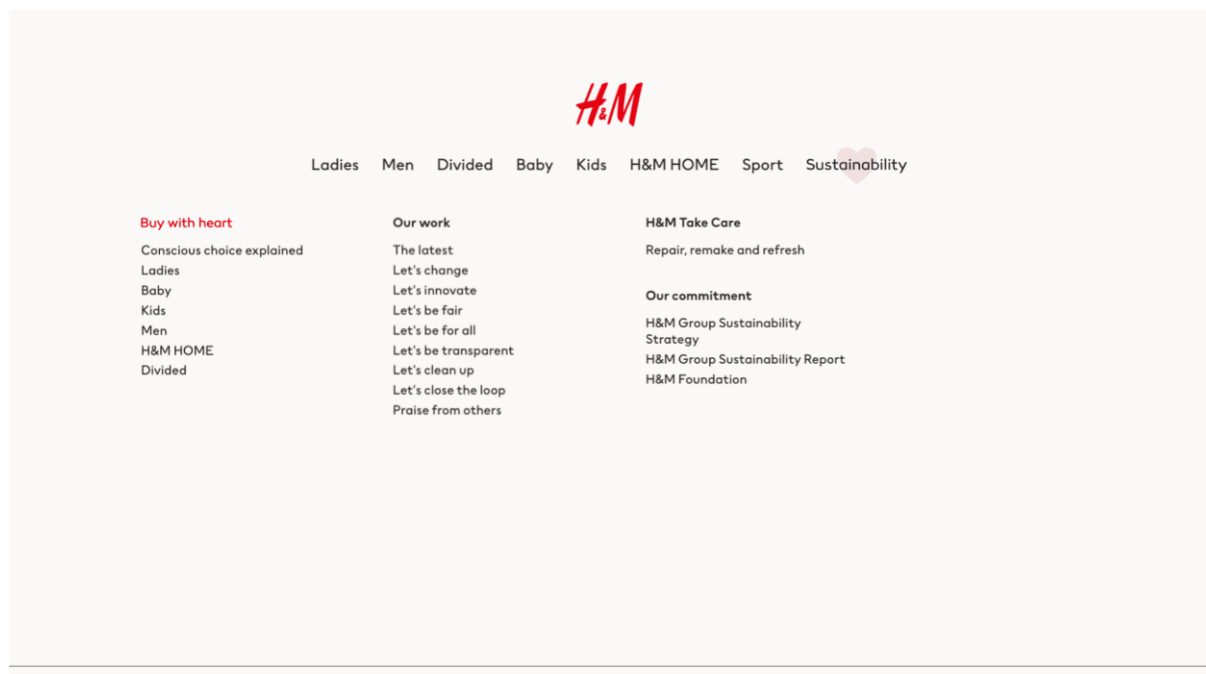 H&M
Ladies Men Divided Baby Kids H&M HOME Sport Sustainability
Buy with heart
Conscious choice explained
Ladies
Baby
Kids
Men
H&M HOME
Divided
Our work
The latest
Let's change
Let's innovate
Let's be fair
Let's be for all
Let's be transparent
Let's clean up
Let's close the loop
Praise from others
H&M Take Care
Repair, remake and refresh
Our commitment
H&M Group Sustainability
Strategy
H&M Group Sustainability Report
H&M Foundation